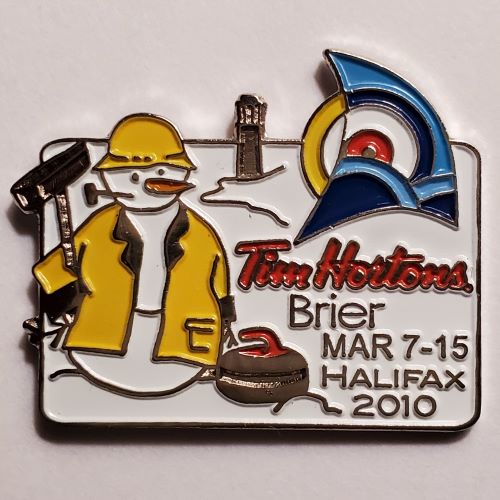 Tim Hortons.
Brier
MAR 7-15
HALIFAX
2010